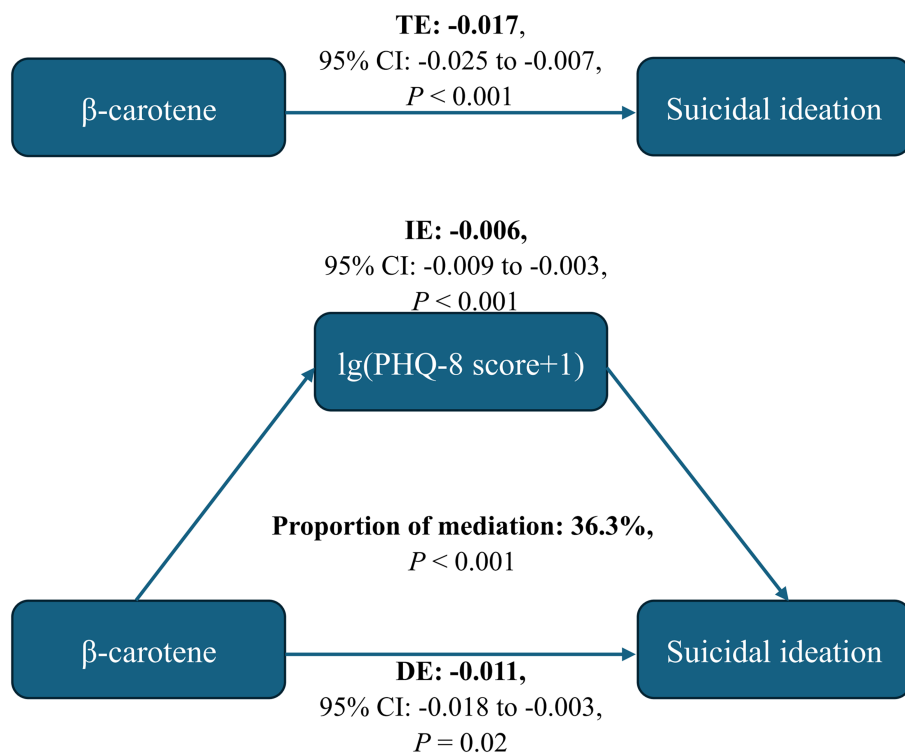 TE: -0.017,
95% CI: -0.025 to -0.007,
P < 0.001
β-carotene
Suicidal ideation
IE: -0.006,
95% CI: -0.009 to -0.003,
P < 0.001
lg(PHQ-8 score+1)
Proportion of mediation: 36.3%,
P < 0.001
β-carotene
Suicidal ideation
DE: -0.011,
95% CI: -0.018 to -0.003,
P = 0.02